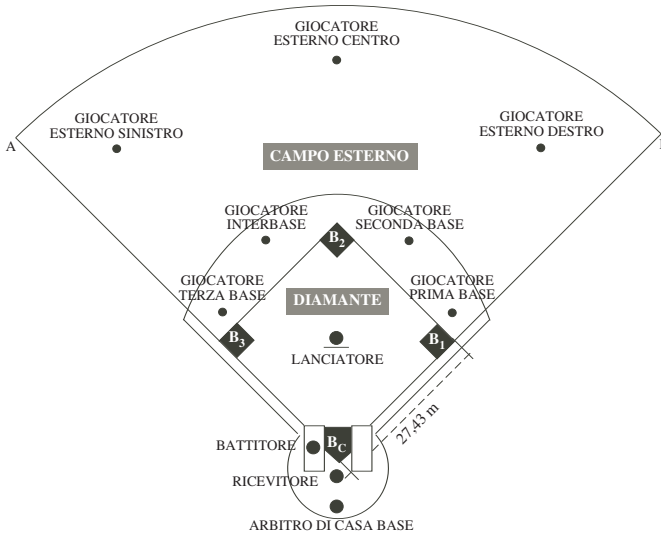 GIOCATORE
ESTERNO CENTRO
GIOCATORE
ESTERNO SINISTRO
GIOCATORE
ESTERNO DESTRO
A
CAMPO ESTERNO
GIOCATORE
INTERBASE
GIOCATORE
SECONDA BASE
B2
GIOCATORE
TERZA BASE
GIOCATORE
PRIMA BASE
DIAMANTE
B3
B1
LANCIATORE
27,43 m
BATTITORE
BC
RICEVITORE
ARBITRO DI CASA BASE